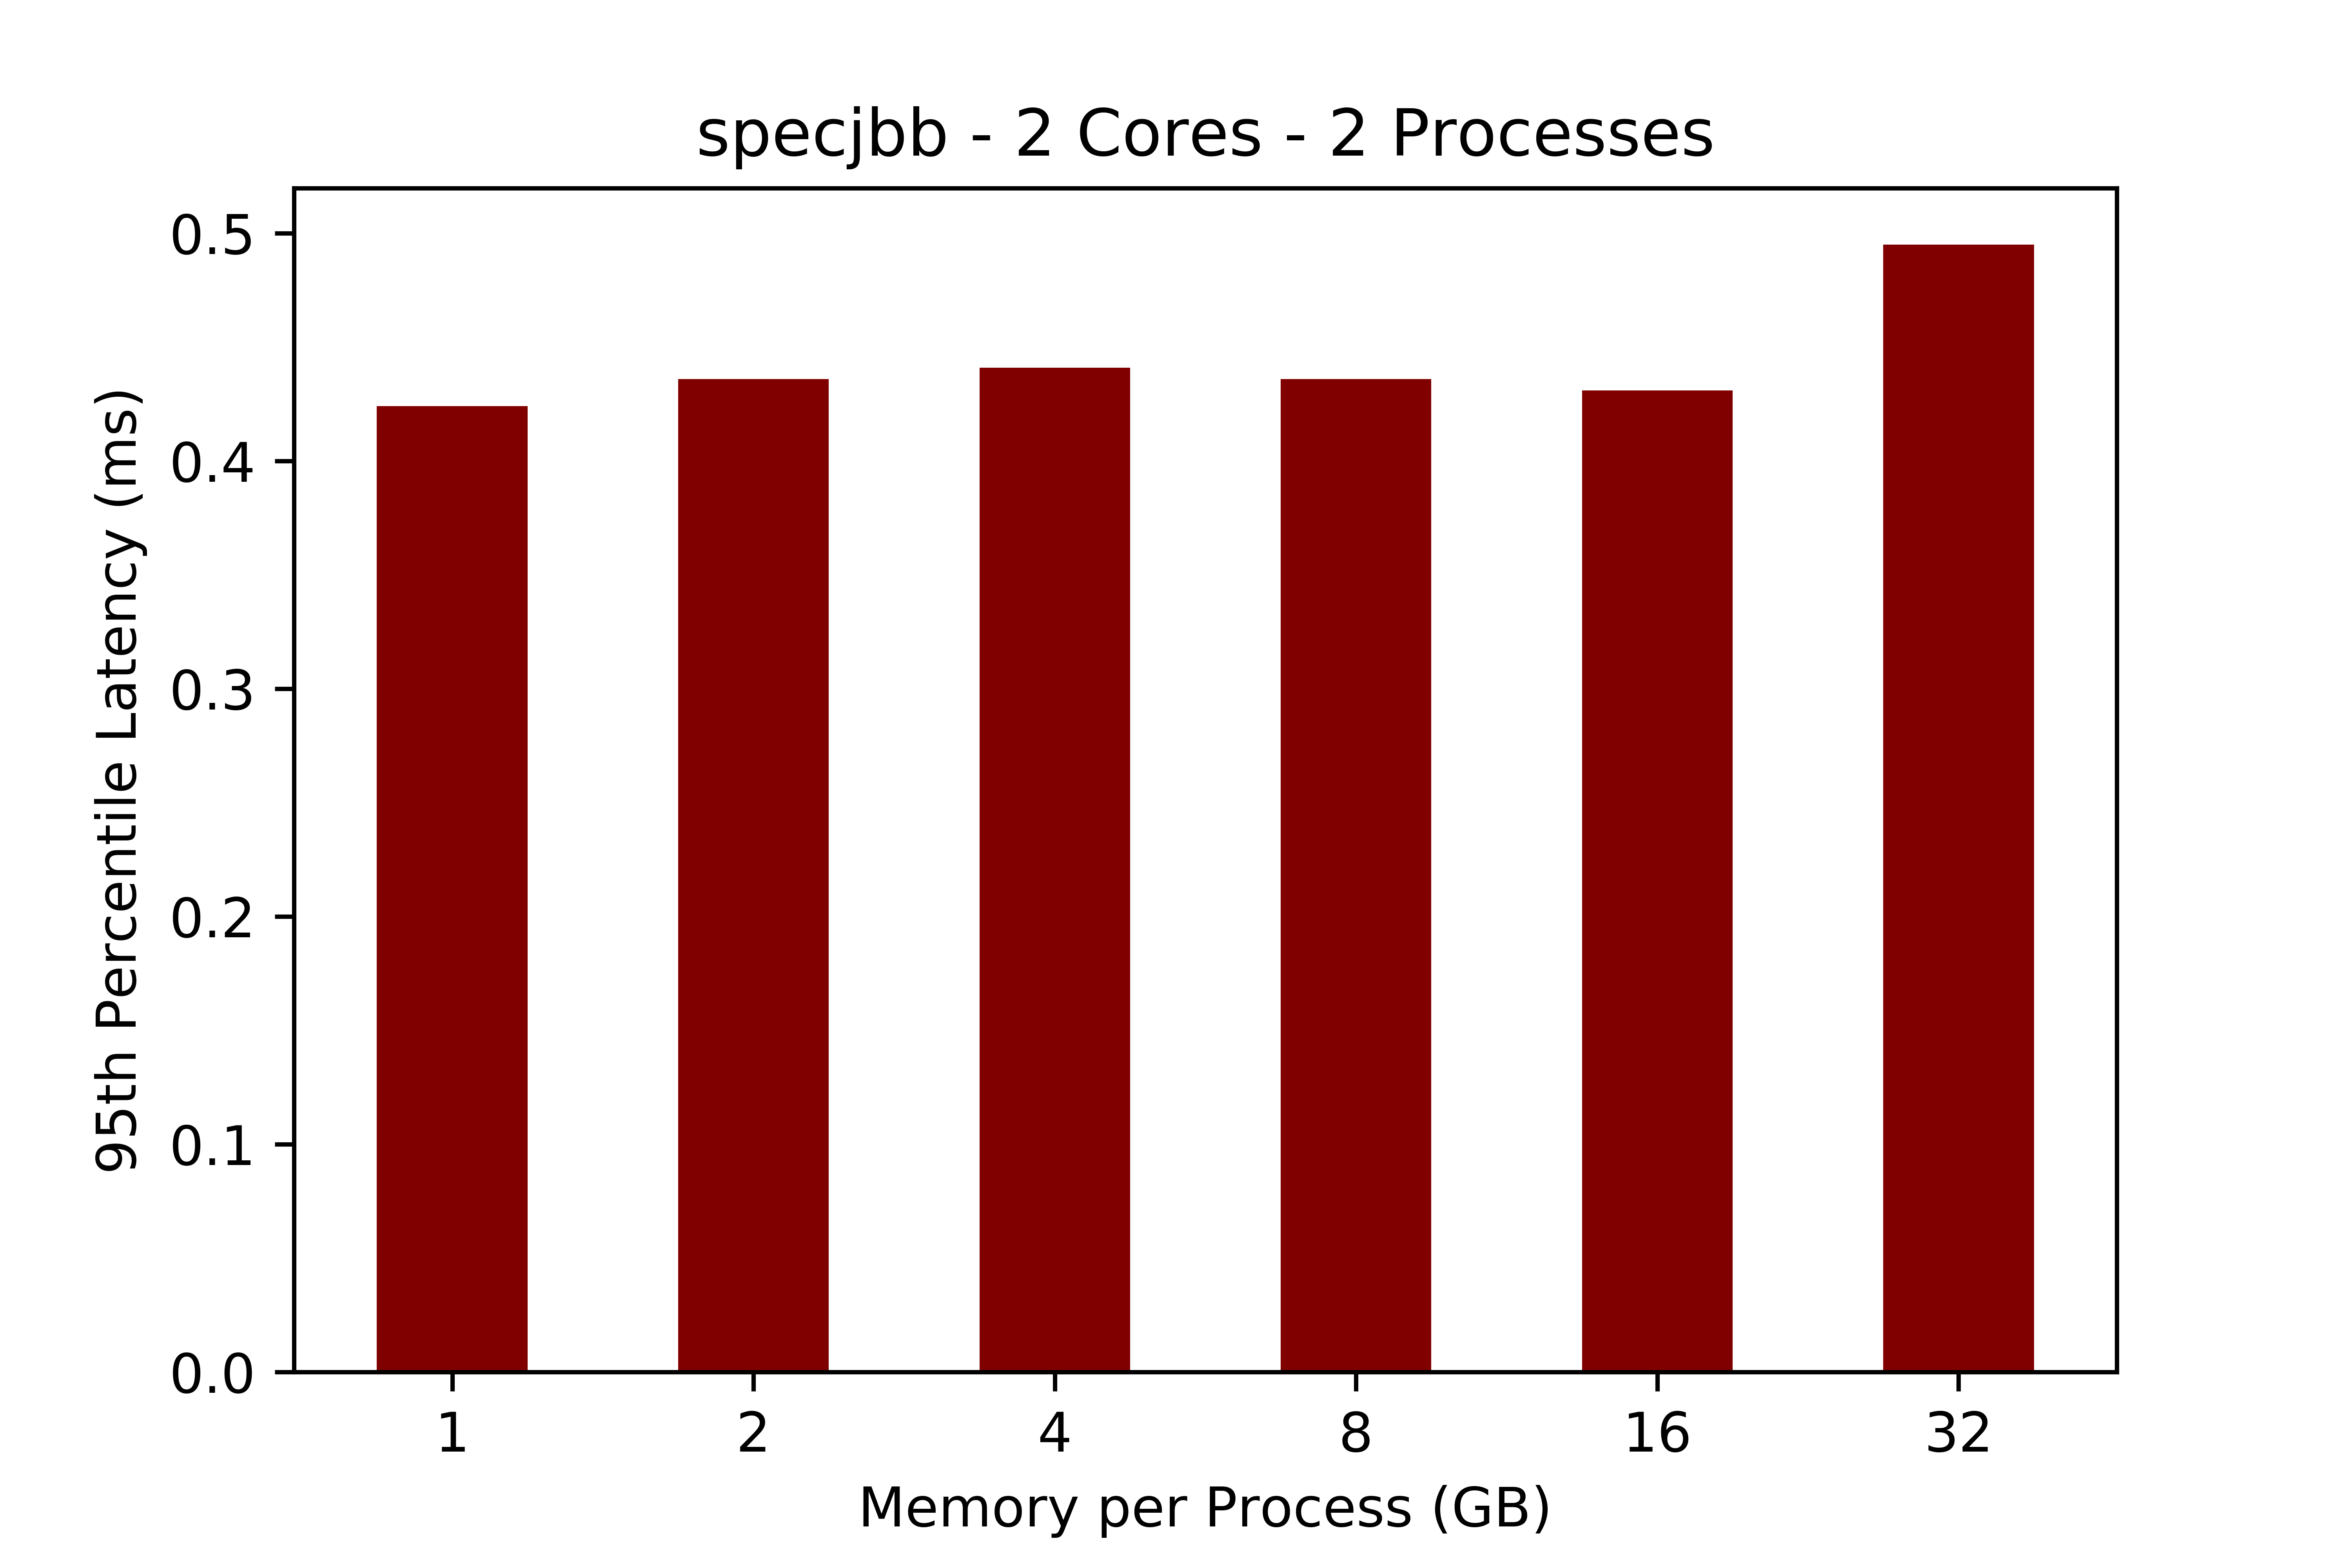 specjbb - 2 Cores - 2 Processes
95th Percentile Latency (ms)
0.5
0.4
0.3
0.2
0.1
0.0
1 2 4 8 16 32
Memory per Process (GB)